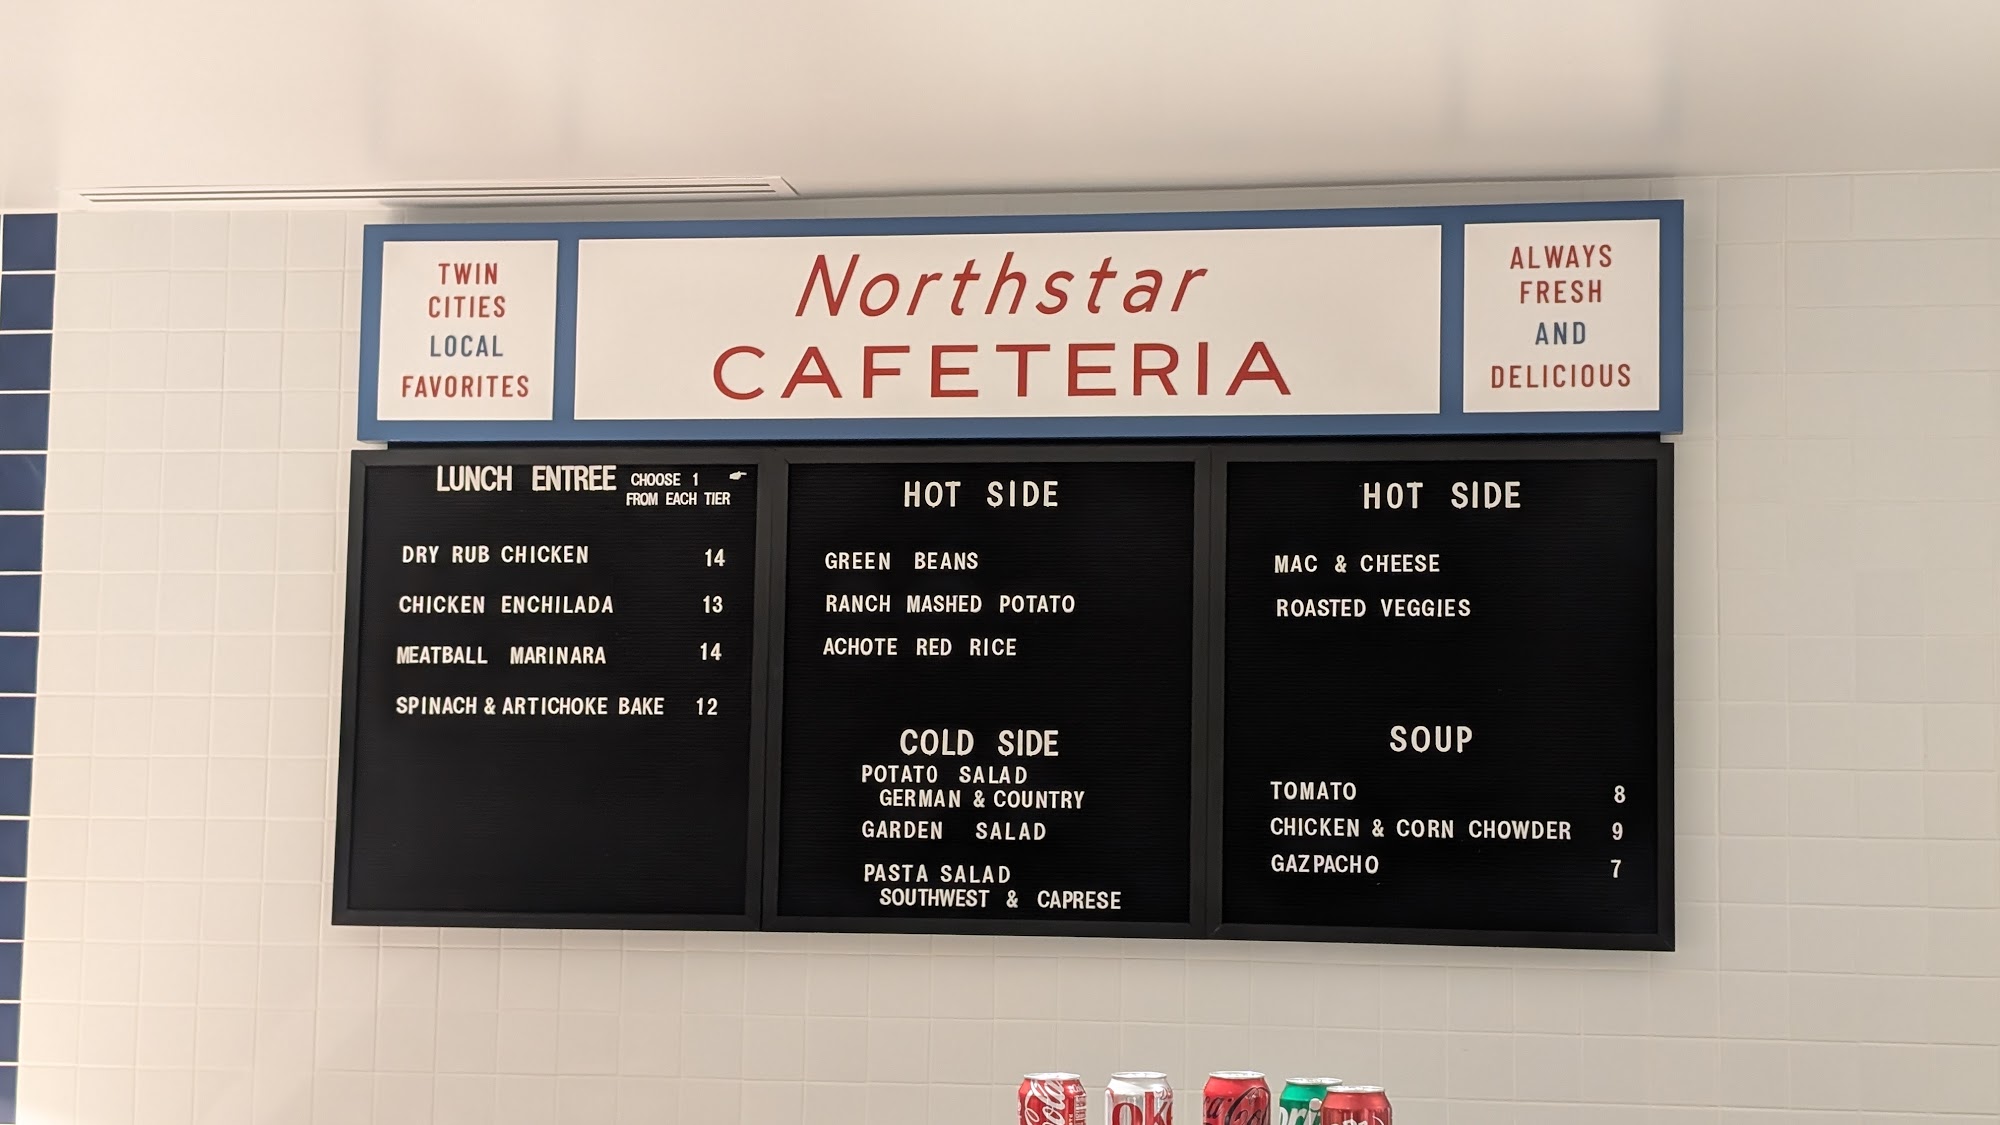 TWIN
CITIES
LOCAL
FAVORITES
Northstar
CAFETERIA
ALWAYS
FRESH
AND
DELICIOUS
LUNCH ENTREE CHOOSE 1
FROM EACH TIER
DRY RUB CHICKEN 14
CHICKEN ENCHILADA 13
MEATBALL MARINARA 14
SPINACH & ARTICHOKE BAKE 12
HOT SIDE
GREEN BEANS
RANCH MASHED POTATO
ACHOTE RED RICE
COLD SIDE
POTATO SALAD
GERMAN & COUNTRY
GARDEN SALAD
PASTA SALAD
SOUTHWEST & CAPRESE
HOT SIDE
MAC & CHEESE
ROASTED VEGGIES
SOUP
TOMATO 8
CHICKEN & CORN CHOWDER 9
GAZPACHO 7